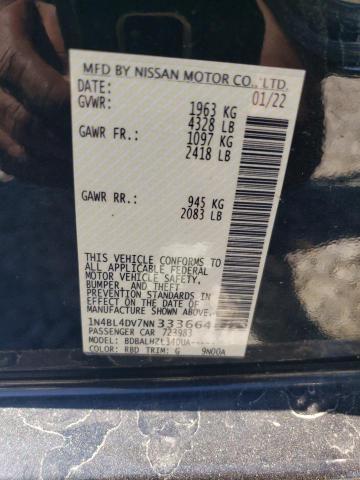 MFD BY NISSAN MOTOR CO., LTD.
DATE: 01/22
GVWR: 1963 KG
4328 LB
GAWR FR: 1097 KG
2418 LB
GAWR RR: 945 KG
2083 LB
THIS VEHICLE CONFORMS TO
ALL APPLICABLE FEDERAL
MOTOR VEHICLE SAFETY,
BUMPER, AND THEFT
PREVENTION STANDARDS
IN EFFECT ON THE DATE OF
MANUFACTURE SHOWN ABOVE.
1N4BL4DV7NN333664
PASSENGER CAR 723983
MODEL: BDBALHZL34DUA-----
COLOR: RBD TRIM: G 9N00A